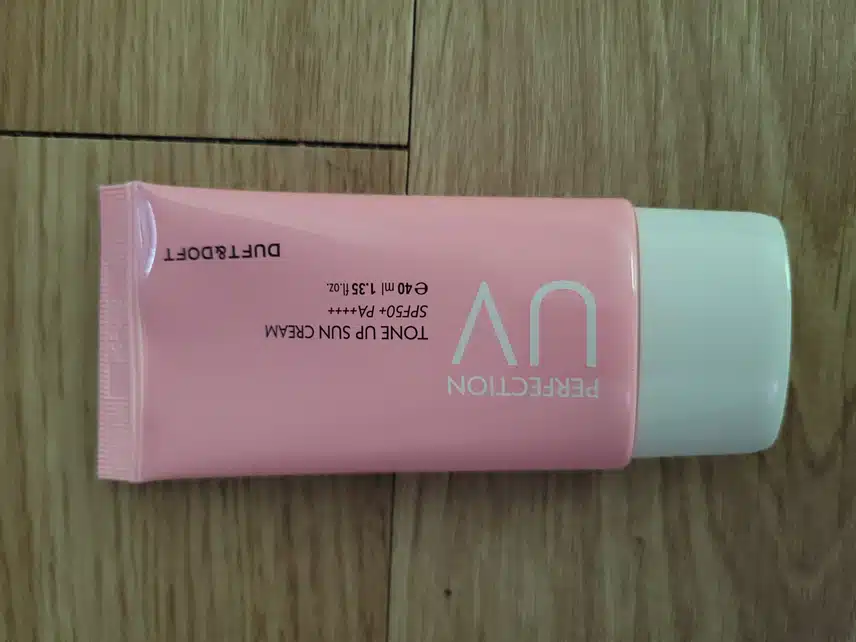 PERFECTION
UV
TONE UP SUN CREAM
SPF50+ PA++++
℮ 40 ml 1.35 fl.oz.
DUFT&DOFT